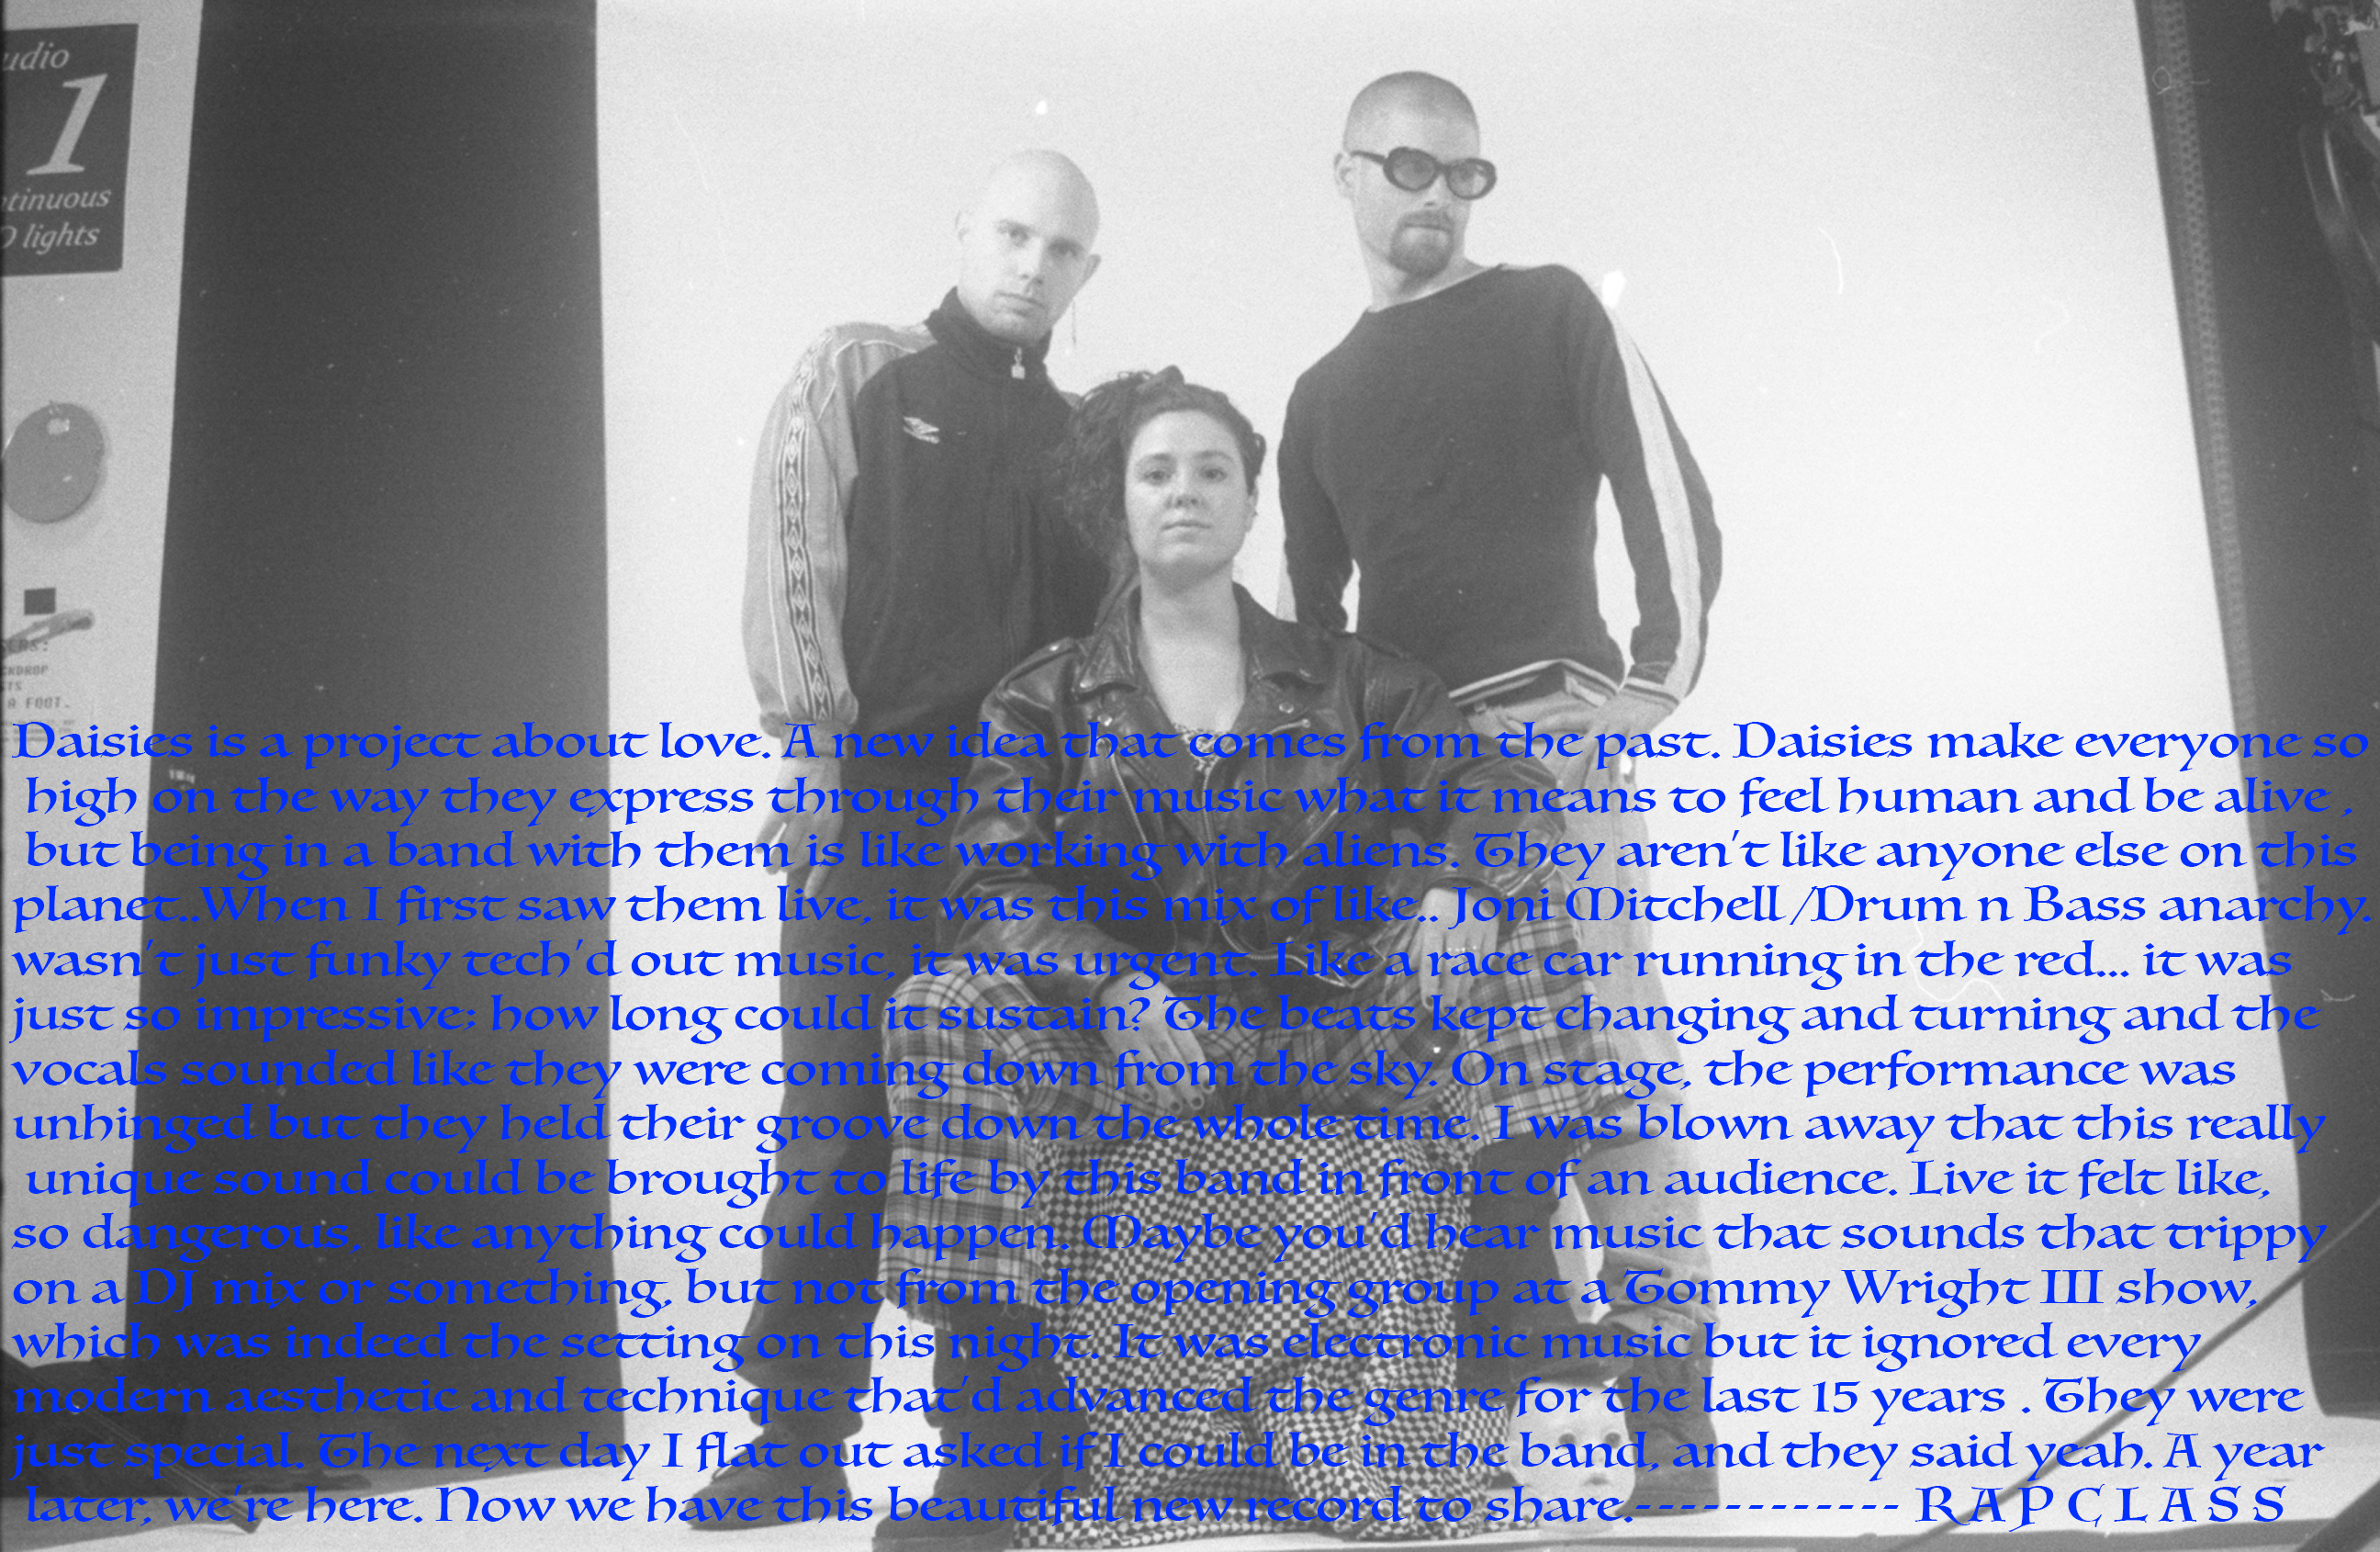 udio
1
ntinuous
lights
A FOOT.
Daisies is a project about love. A new idea that comes from the past. Daisies make everyone so
high on the way they express through their music what it means to feel human and be alive ,
but being in a band with them is like working with aliens. They aren't like anyone else on this
planet..When I first saw them live, it was this mix of like.. Joni Mitchell /Drum n Bass anarchy.
wasn't just funky tech'd out music, it was urgent. Like a race car running in the red... it was
just so impressive: how long could it sustain? The beats kept changing and turning and the
vocals sounded like they were coming down from the sky. On stage, the performance was
unhinged but they held their groove down the whole time. I was blown away that this really
unique sound could be brought to life by this band in front of an audience. Live it felt like,
so dangerous, like anything could happen. Maybe you'd hear music that sounds that trippy
on a DJ mix or something, but not from the opening group at a Tommy Wright III show,
which was indeed the setting on this night. It was electronic music but it ignored every
modern aesthetic and technique that'd advanced the genre for the last 15 years . They were
just special. The next day I flat out asked if I could be in the band, and they said yeah. A year
later, we're here. Now we have this beautiful new record to share.------------ R A P C L A S S